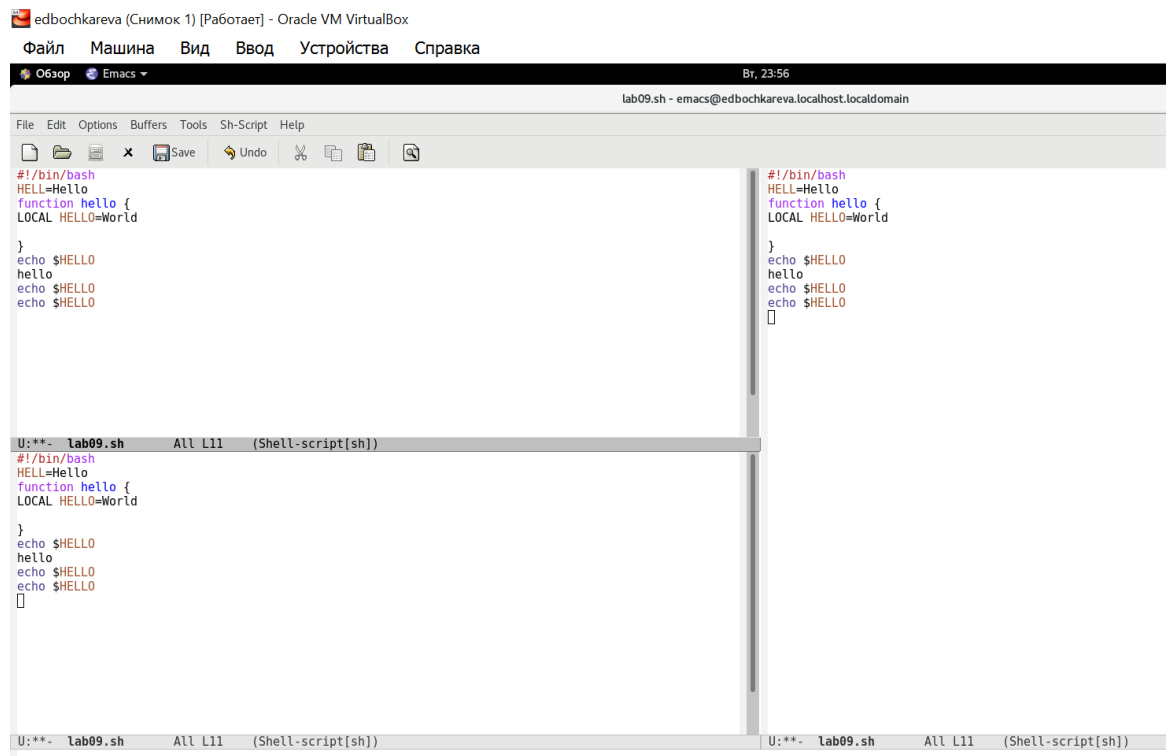 edbochkareva (Снимок 1) [Работает] - Oracle VM VirtualBox
Файл Машина Вид Ввод Устройства Справка
Обзор Emacs Вт, 23:56
lab09.sh - emacs@edbochkareva.localhost.localdomain
File Edit Options Buffers Tools Sh-Script Help
Save Undo
#!/bin/bash
HELL=Hello
function hello {
LOCAL HELLO=World
}
echo $HELLO
hello
echo $HELLO
echo $HELLO
U:**- lab09.sh All L11 (Shell-script[sh])
#!/bin/bash
HELL=Hello
function hello {
LOCAL HELLO=World
}
echo $HELLO
hello
echo $HELLO
echo $HELLO
U:**- lab09.sh All L11 (Shell-script[sh])
#!/bin/bash
HELL=Hello
function hello {
LOCAL HELLO=World
}
echo $HELLO
hello
echo $HELLO
echo $HELLO
U:**- lab09.sh All L11 (Shell-script[sh])